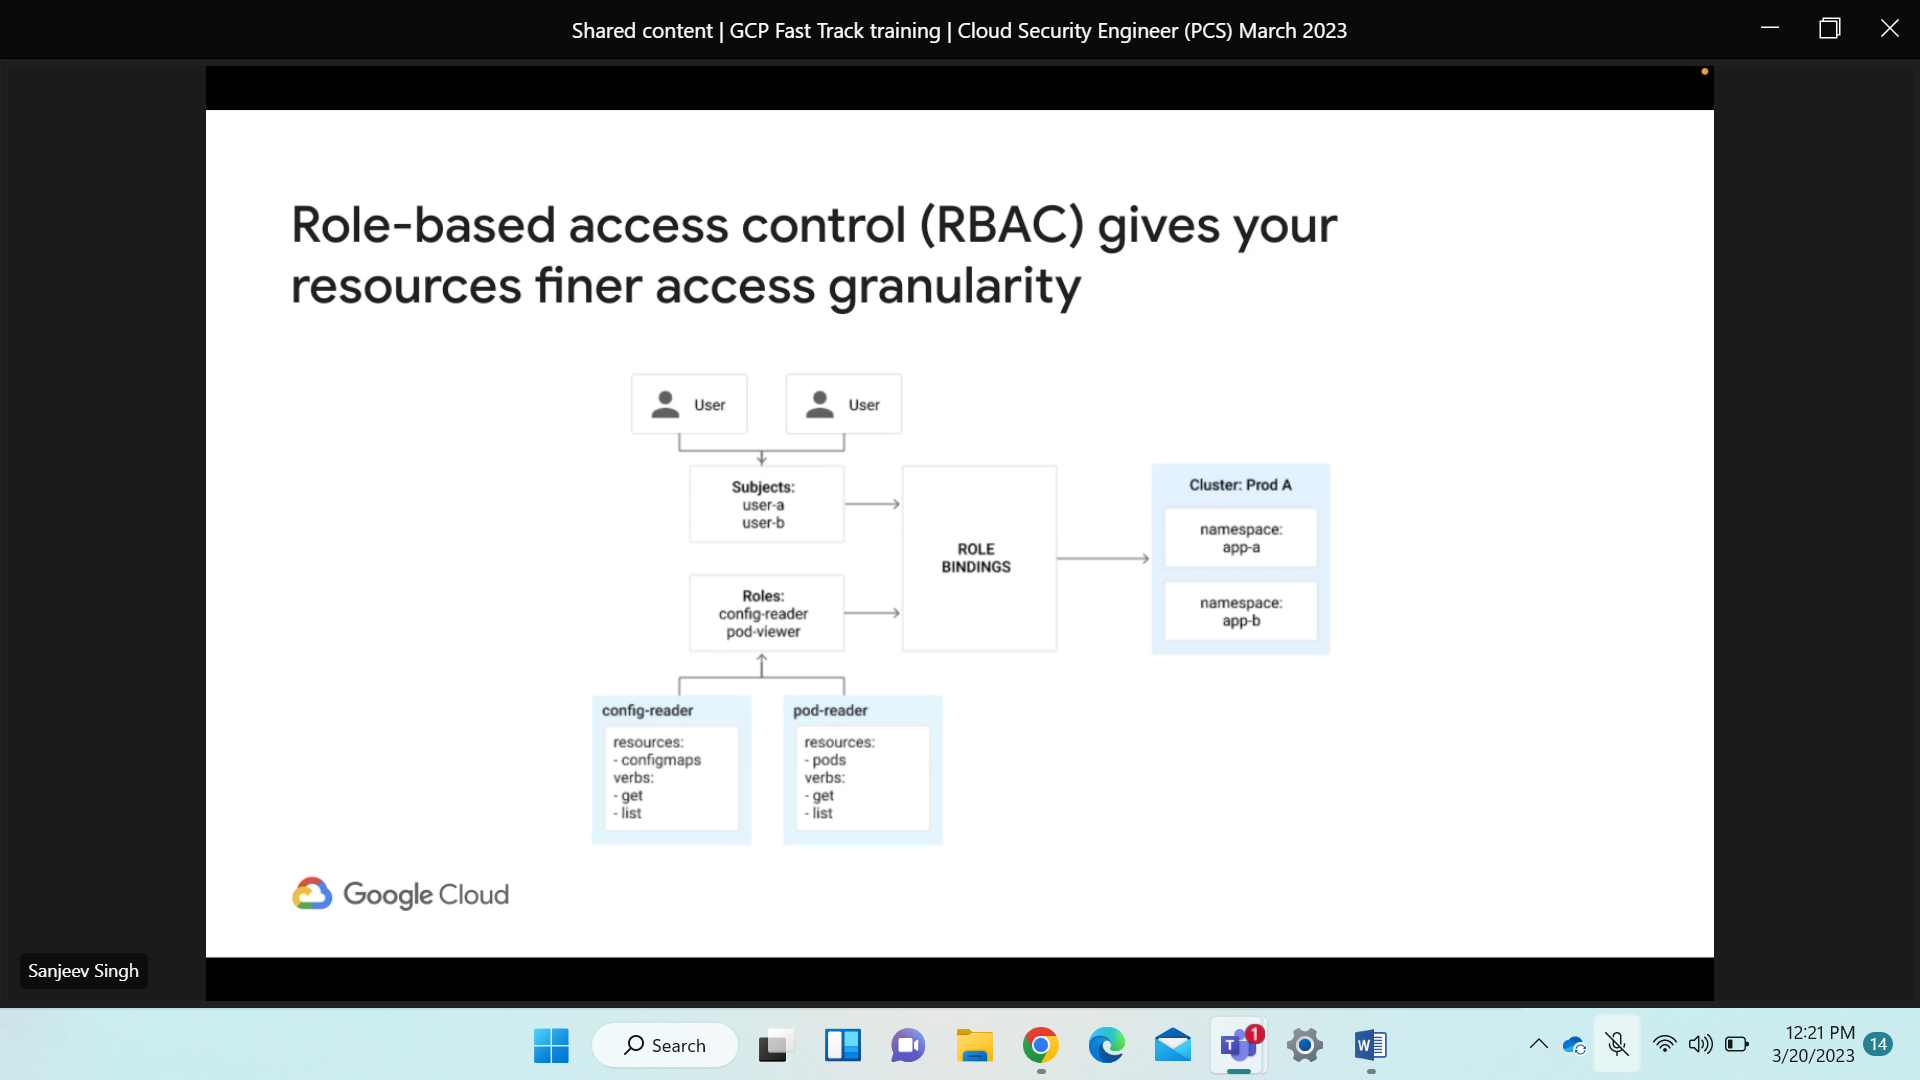 Shared content | GCP Fast Track training | Cloud Security Engineer (PCS) March 2023
Role-based access control (RBAC) gives your
resources finer access granularity
User
User
Subjects:
user-a
user-b
Roles:
config-reader
pod-viewer
ROLE
BINDINGS
Cluster: Prod A
namespace:
app-a
namespace:
app-b
config-reader
resources:
- configmaps
verbs:
- get
- list
pod-reader
resources:
- pods
verbs:
- get
- list
Google Cloud
Sanjeev Singh
Search
T
1
W
12:21 PM
3/20/2023
14